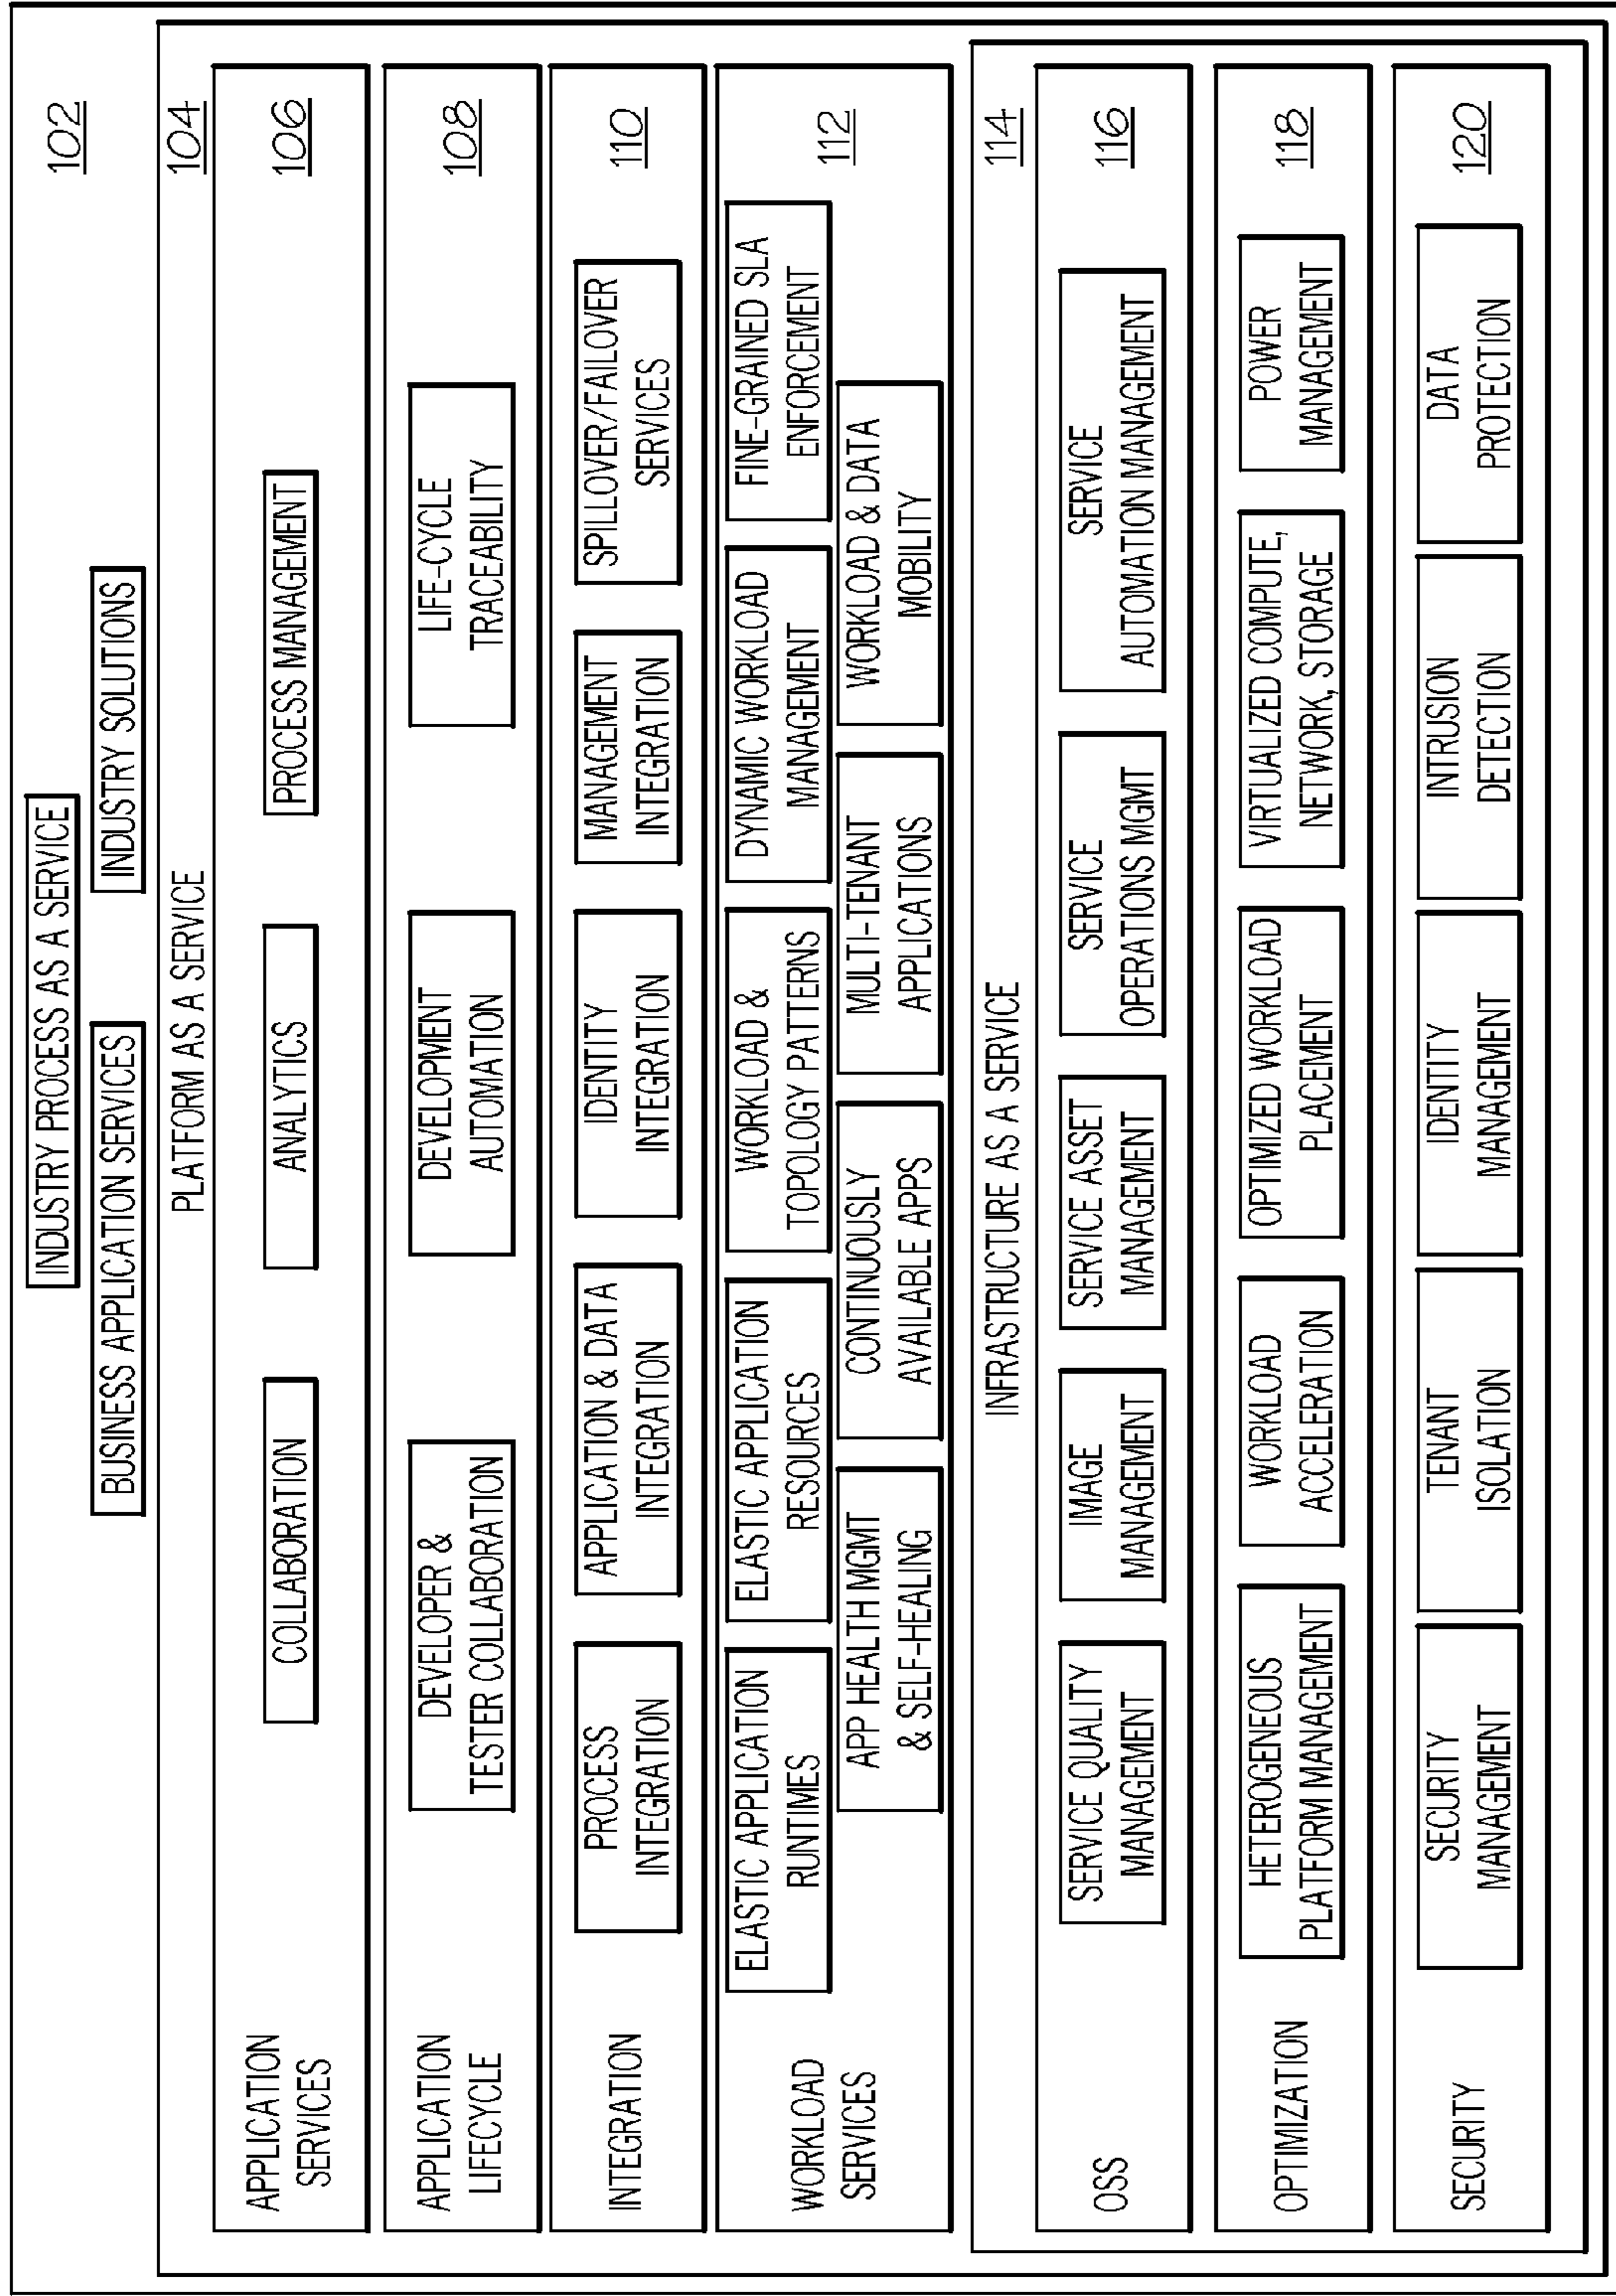 INDUSTRY PROCESS AS A SERVICE
102
BUSINESS APPLICATION SERVICES
INDUSTRY SOLUTIONS
PLATFORM AS A SERVICE
104
APPLICATION
SERVICES
COLLABORATION
ANALYTICS
PROCESS MANAGEMENT
106
APPLICATION
LIFECYCLE
DEVELOPER &
TESTER COLLABORATION
DEVELOPMENT
AUTOMATION
LIFE-CYCLE
TRACEABILITY
108
INTEGRATION
PROCESS
INTEGRATION
APPLICATION & DATA
INTEGRATION
IDENTITY
INTEGRATION
MANAGEMENT
INTEGRATION
SPILLOVER/FAILOVER
SERVICES
110
WORKLOAD
SERVICES
ELASTIC APPLICATION
RUNTIMES
ELASTIC APPLICATION
RESOURCES
WORKLOAD &
TOPOLOGY PATTERNS
DYNAMIC WORKLOAD
MANAGEMENT
FINE-GRAINED SLA
ENFORCEMENT
APP HEALTH MGMT
& SELF-HEALING
CONTINUOUSLY
AVAILABLE APPS
MULTI-TENANT
APPLICATIONS
WORKLOAD & DATA
MOBILITY
112
INFRASTRUCTURE AS A SERVICE
114
OSS
SERVICE QUALITY
MANAGEMENT
IMAGE
MANAGEMENT
SERVICE ASSET
MANAGEMENT
SERVICE
OPERATIONS MGMT
SERVICE
AUTOMATION MANAGEMENT
116
OPTIMIZATION
HETEROGENEOUS
PLATFORM MANAGEMENT
WORKLOAD
ACCELERATION
OPTIMIZED WORKLOAD
PLACEMENT
VIRTUALIZED COMPUTE,
NETWORK, STORAGE
POWER
MANAGEMENT
118
SECURITY
SECURITY
MANAGEMENT
TENANT
ISOLATION
IDENTITY
MANAGEMENT
INTRUSION
DETECTION
DATA
PROTECTION
120